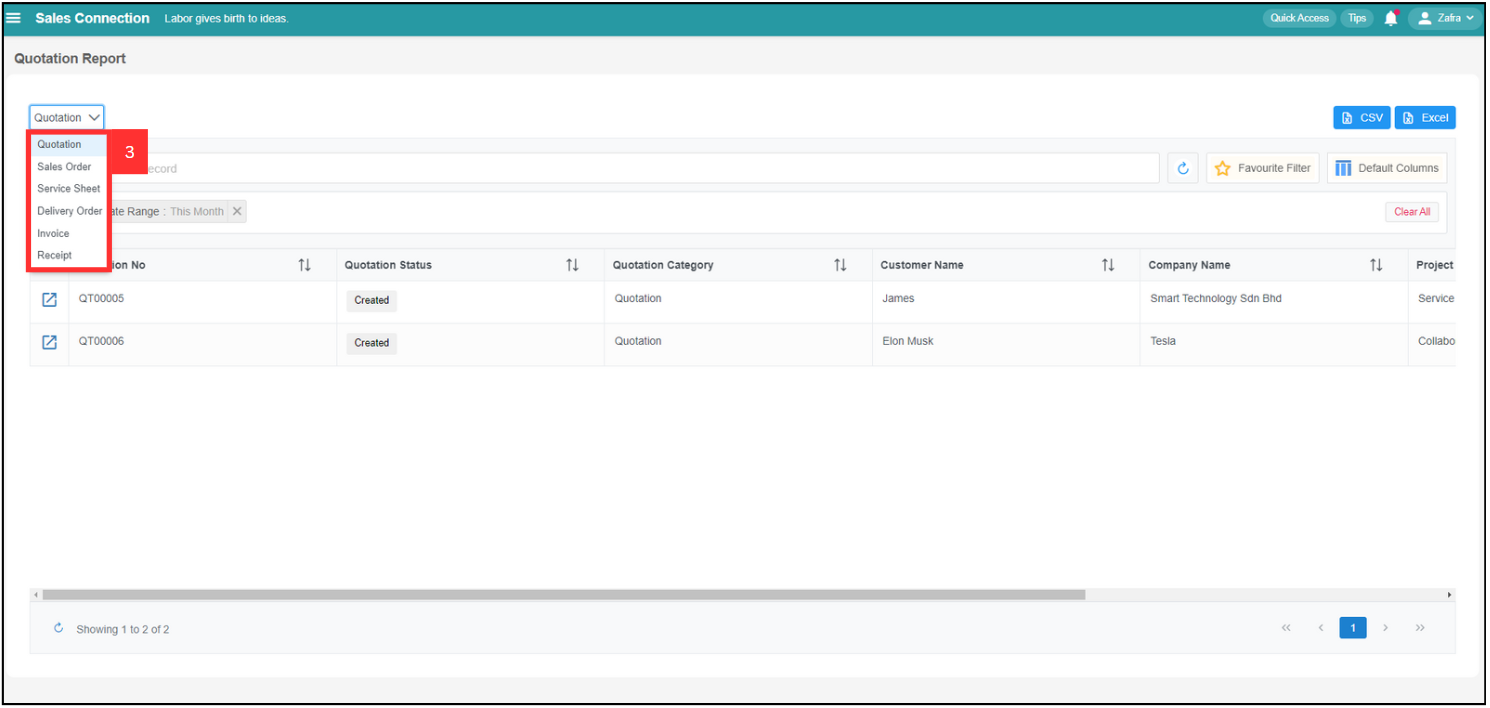 Sales Connection Labor gives birth to ideas. Quick Access Tips Zafra
Quotation Report
Quotation CSV Excel
Quotation
3
Sales Order
Favourite Filter Default Columns
Service Sheet
Delivery Order Range : This Month Clear All
Invoice
Receipt
No Quotation Status Quotation Category Customer Name Company Name Project
QT00005 Created Quotation James Smart Technology Sdn Bhd Service
QT00006 Created Quotation Elon Musk Tesla Collabo
Showing 1 to 2 of 2 << < 1 > >>